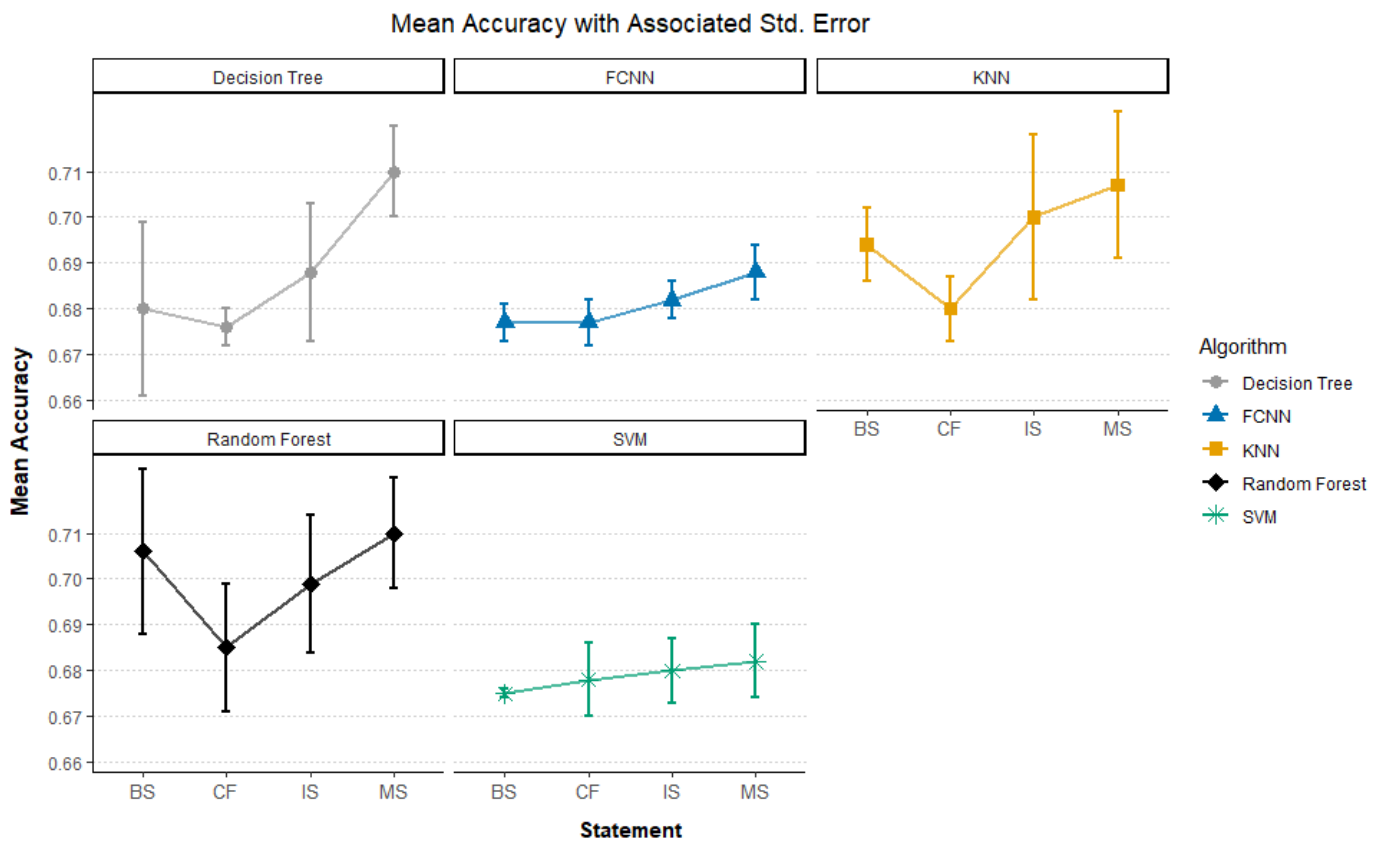 Mean Accuracy with Associated Std. Error
Decision Tree
FCNN
KNN
0.71
0.70
0.69
0.68
0.67
0.66
BS CF IS MS
Mean Accuracy
Random Forest
SVM
0.71
0.70
0.69
0.68
0.67
0.66
BS CF IS MS
BS CF IS MS
Statement
Algorithm
Decision Tree
FCNN
KNN
Random Forest
SVM